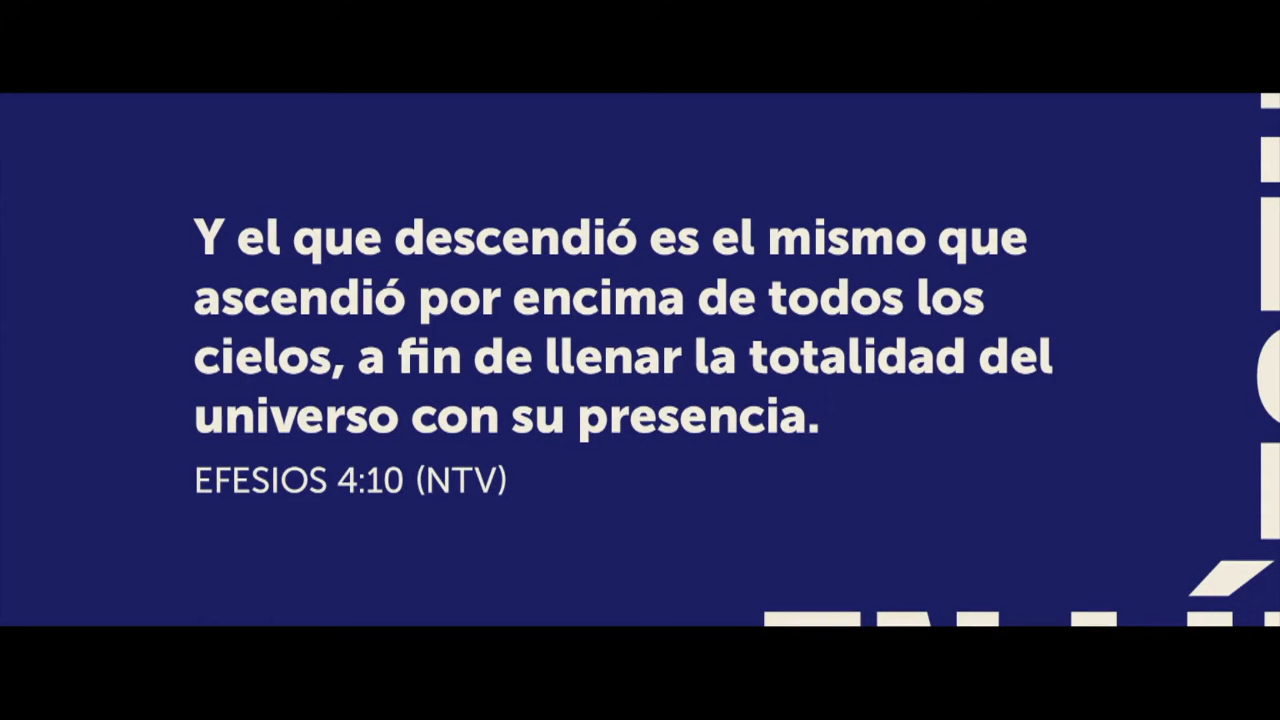 Y el que descendió es el mismo que
ascendió por encima de todos los
cielos, a fin de llenar la totalidad del
universo con su presencia.
EFESIOS 4:10 (NTV)